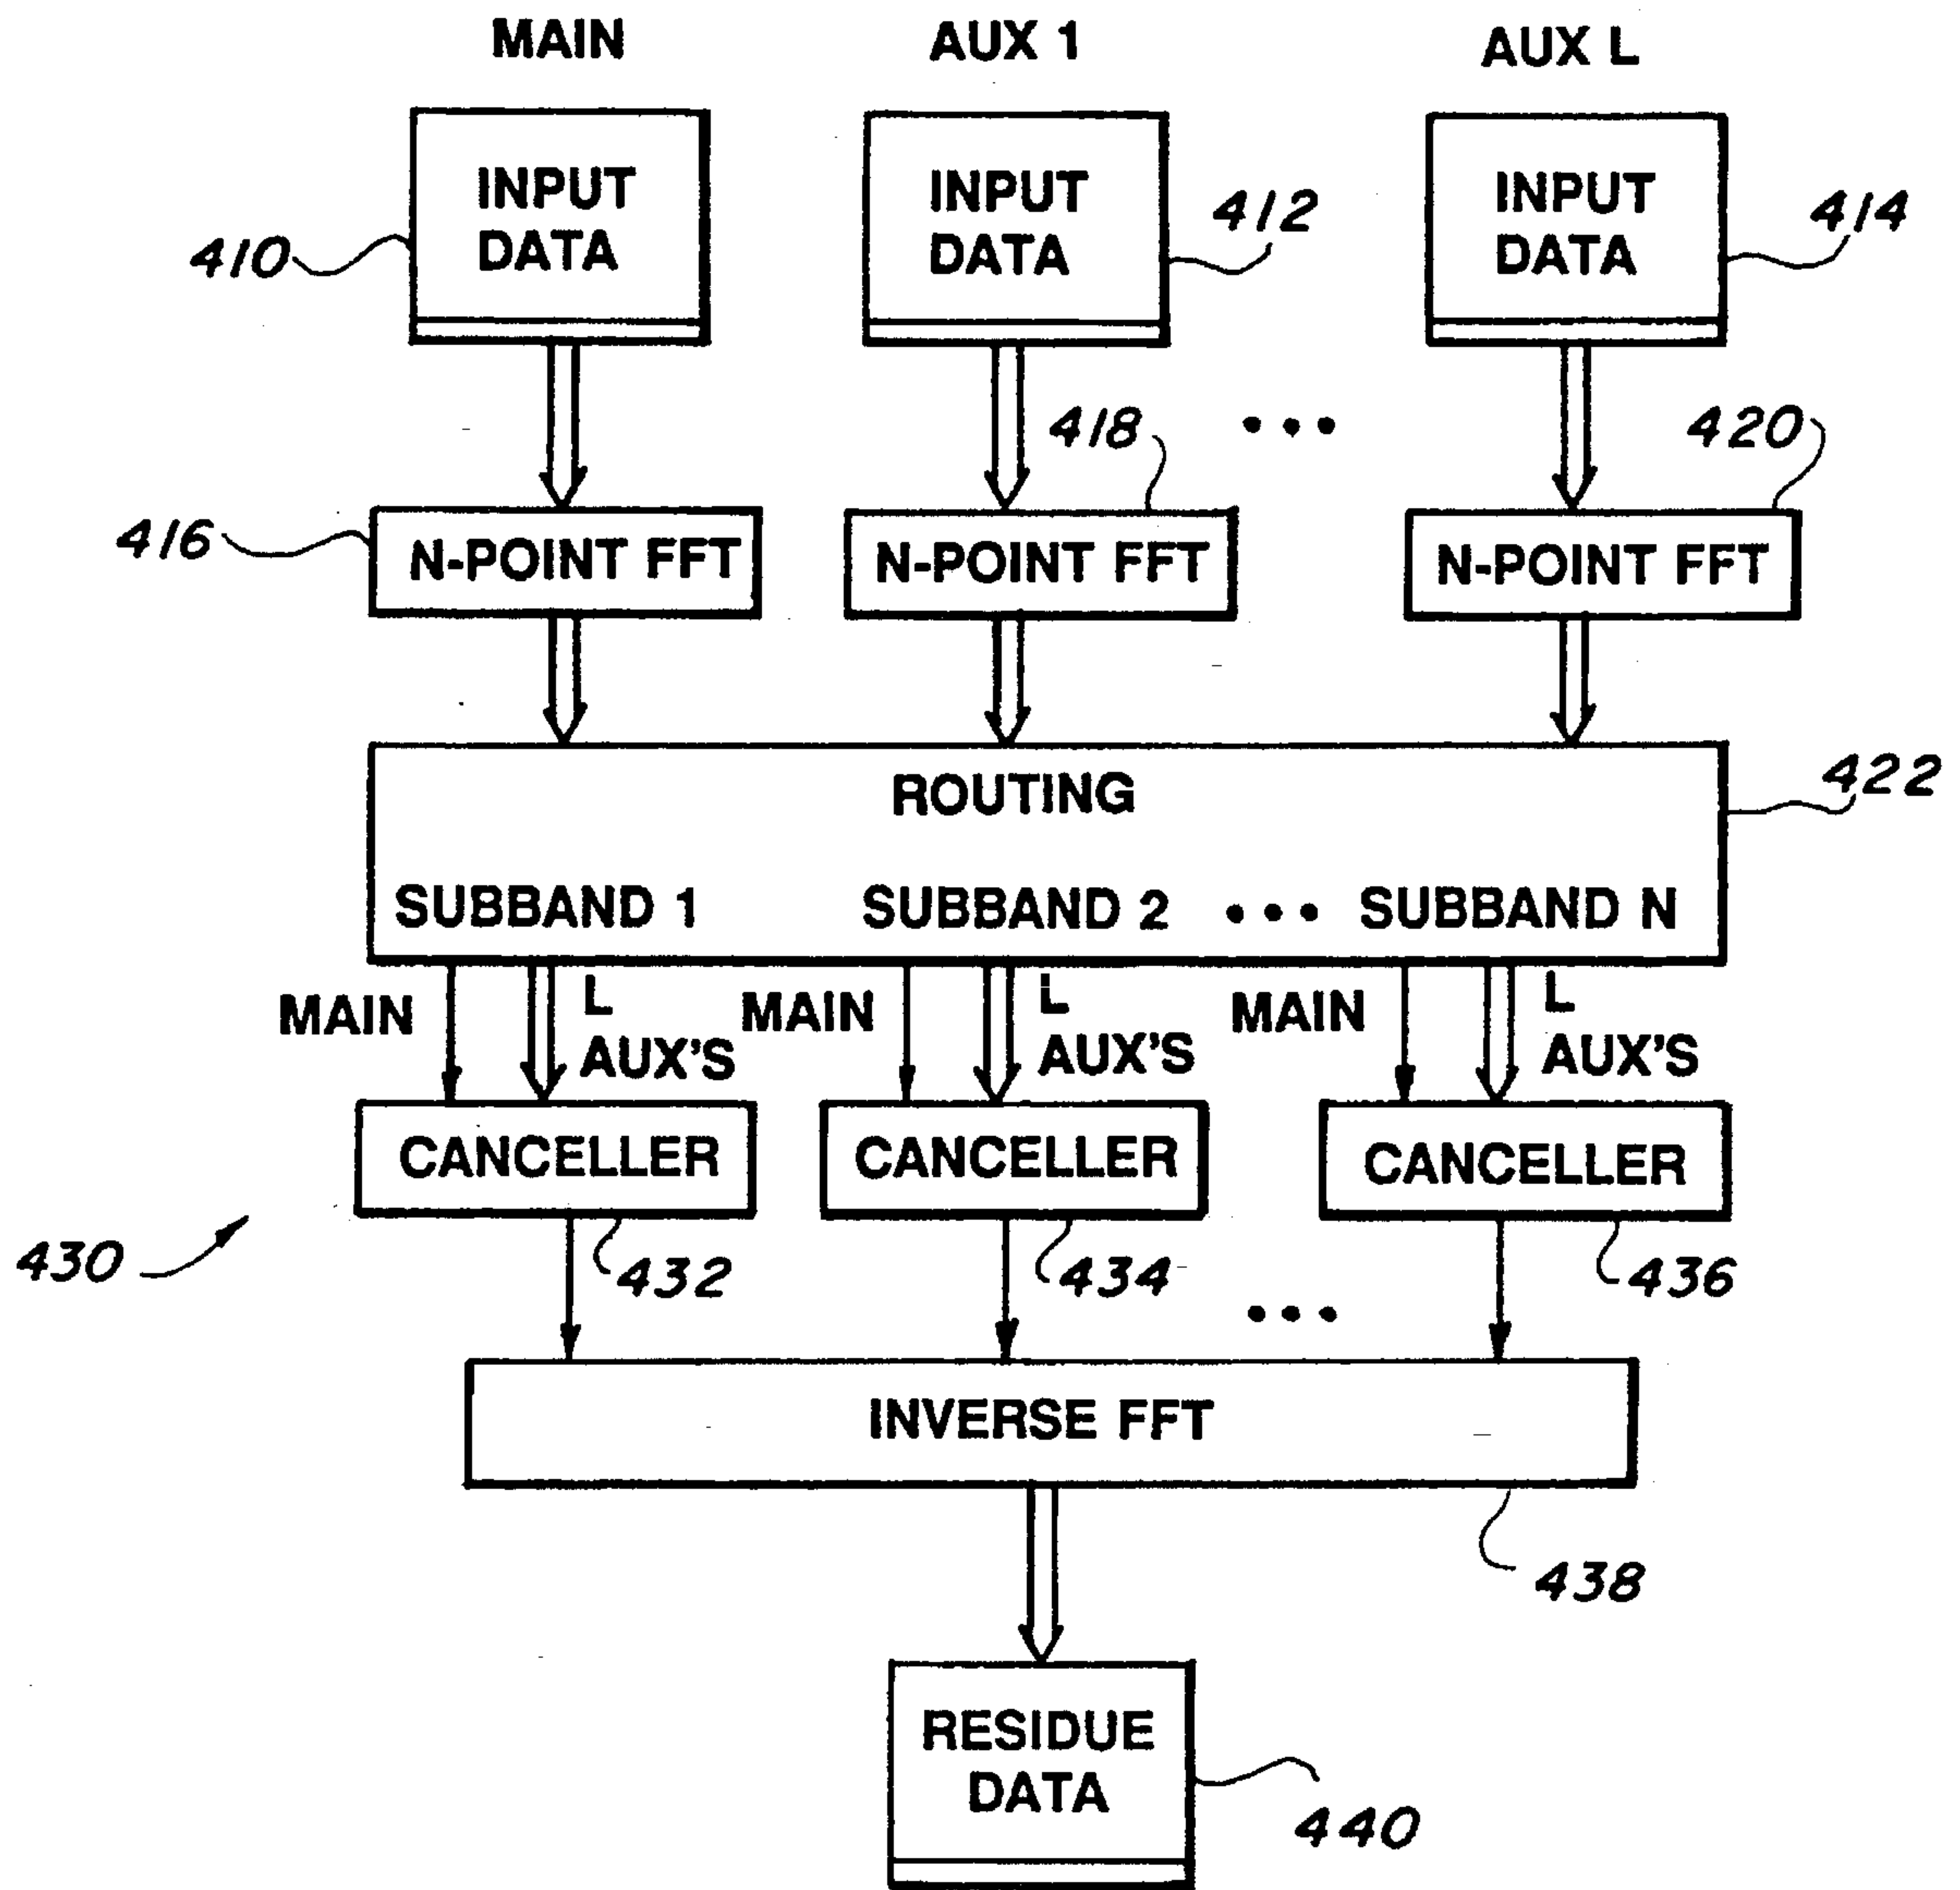 MAIN AUX 1 AUX L
INPUT DATA INPUT DATA INPUT DATA
410 412 414
418 ••• 420
416 N-POINT FFT N-POINT FFT N-POINT FFT
ROUTING 422
SUBBAND 1 SUBBAND 2 ••• SUBBAND N
MAIN L AUX'S MAIN L AUX'S MAIN L AUX'S
CANCELLER CANCELLER CANCELLER
430 432 434 436
•••
INVERSE FFT
438
RESIDUE
DATA
440